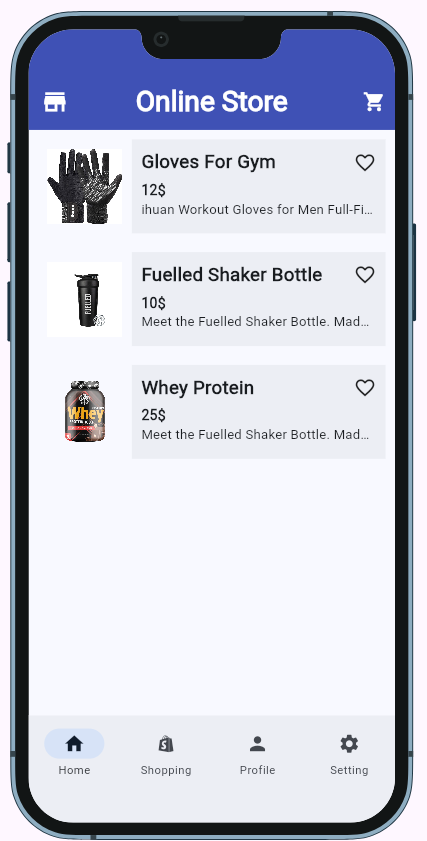 Online Store
Gloves For Gym
12$
ihuan Workout Gloves for Men Full-Fi...
FUELLED
Fuelled Shaker Bottle
10$
Meet the Fuelled Shaker Bottle. Mad...
Whey
Whey Protein
25$
Meet the Fuelled Shaker Bottle. Mad...
Home
Shopping
Profile
Setting